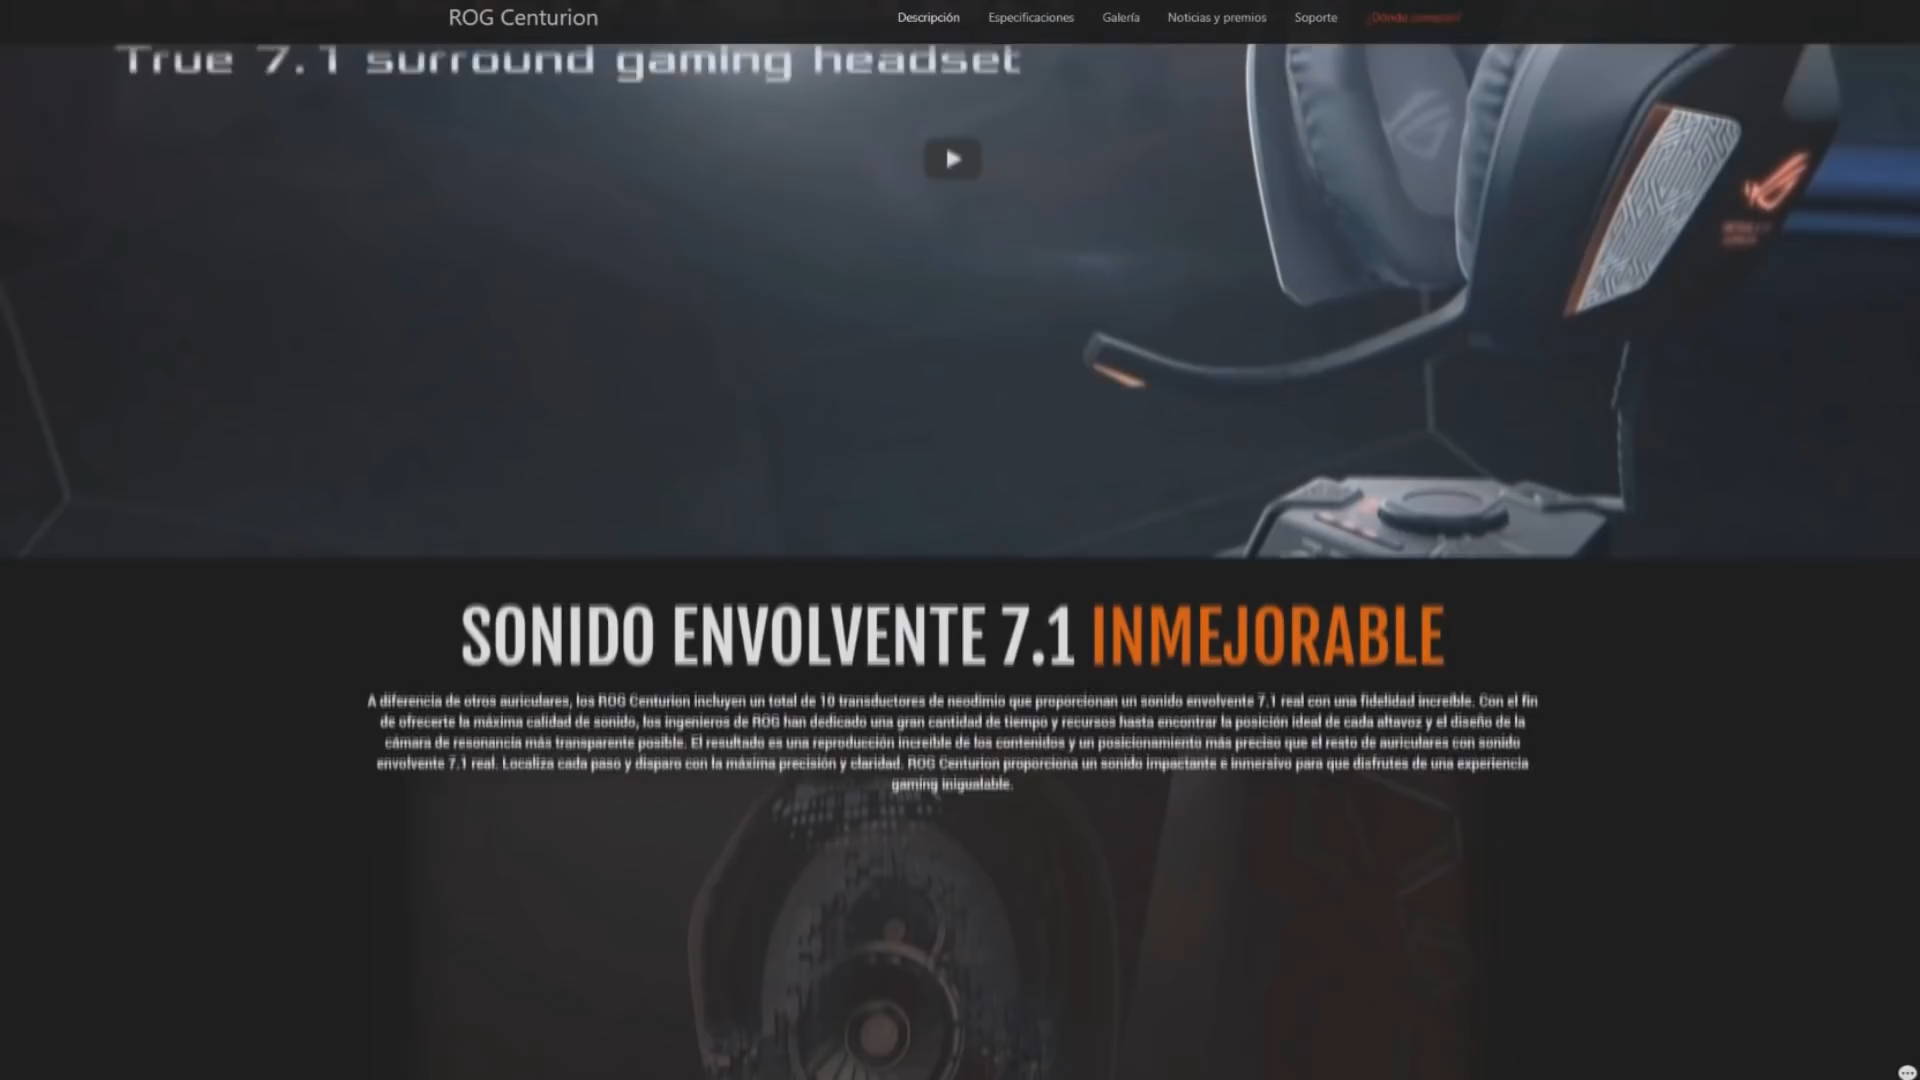 ROG Centurion
Descripción Especificaciones Galería Noticias y premios Soporte ¿Dónde comprar?
True 7.1 surround gaming headset
SONIDO ENVOLVENTE 7.1 INMEJORABLE
A diferencia de otros auriculares, los ROG Centurion incluyen un total de 10 transductores de neodimio que proporcionan un sonido envolvente 7.1 real con una fidelidad increíble. Con el fin
de ofrecerte la máxima calidad de sonido, los ingenieros de ROG han dedicado una gran cantidad de tiempo y recursos hasta encontrar la posición ideal de cada altavoz y el diseño de la
cámara de resonancia más transparente posible. El resultado es una reproducción increíble de los contenidos y un posicionamiento más preciso que el resto de auriculares con sonido
envolvente 7.1 real. Localiza cada paso y disparo con la máxima precisión y claridad. ROG Centurion proporciona un sonido impactante e inmersivo para que disfrutes de una experiencia
gaming inigualable.